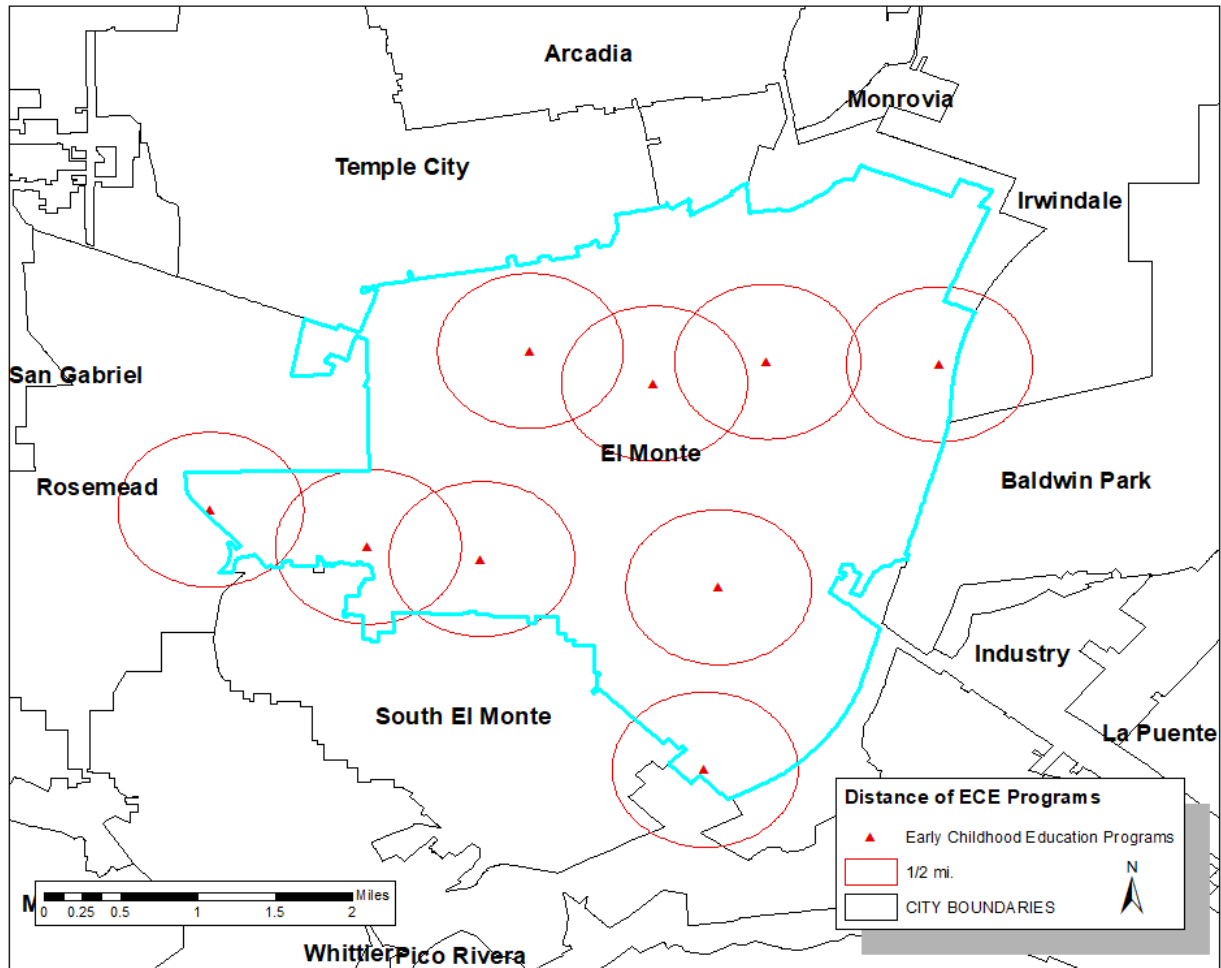 Arcadia
Monrovia
Temple City
Irwindale
San Gabriel
El Monte
Rosemead
Baldwin Park
Industry
South El Monte
La Puente
Distance of ECE Programs
Early Childhood Education Programs
1/2 mi.
CITY BOUNDARIES
N
Miles
0 0.25 0.5 1 1.5 2
Whittier
Pico Rivera